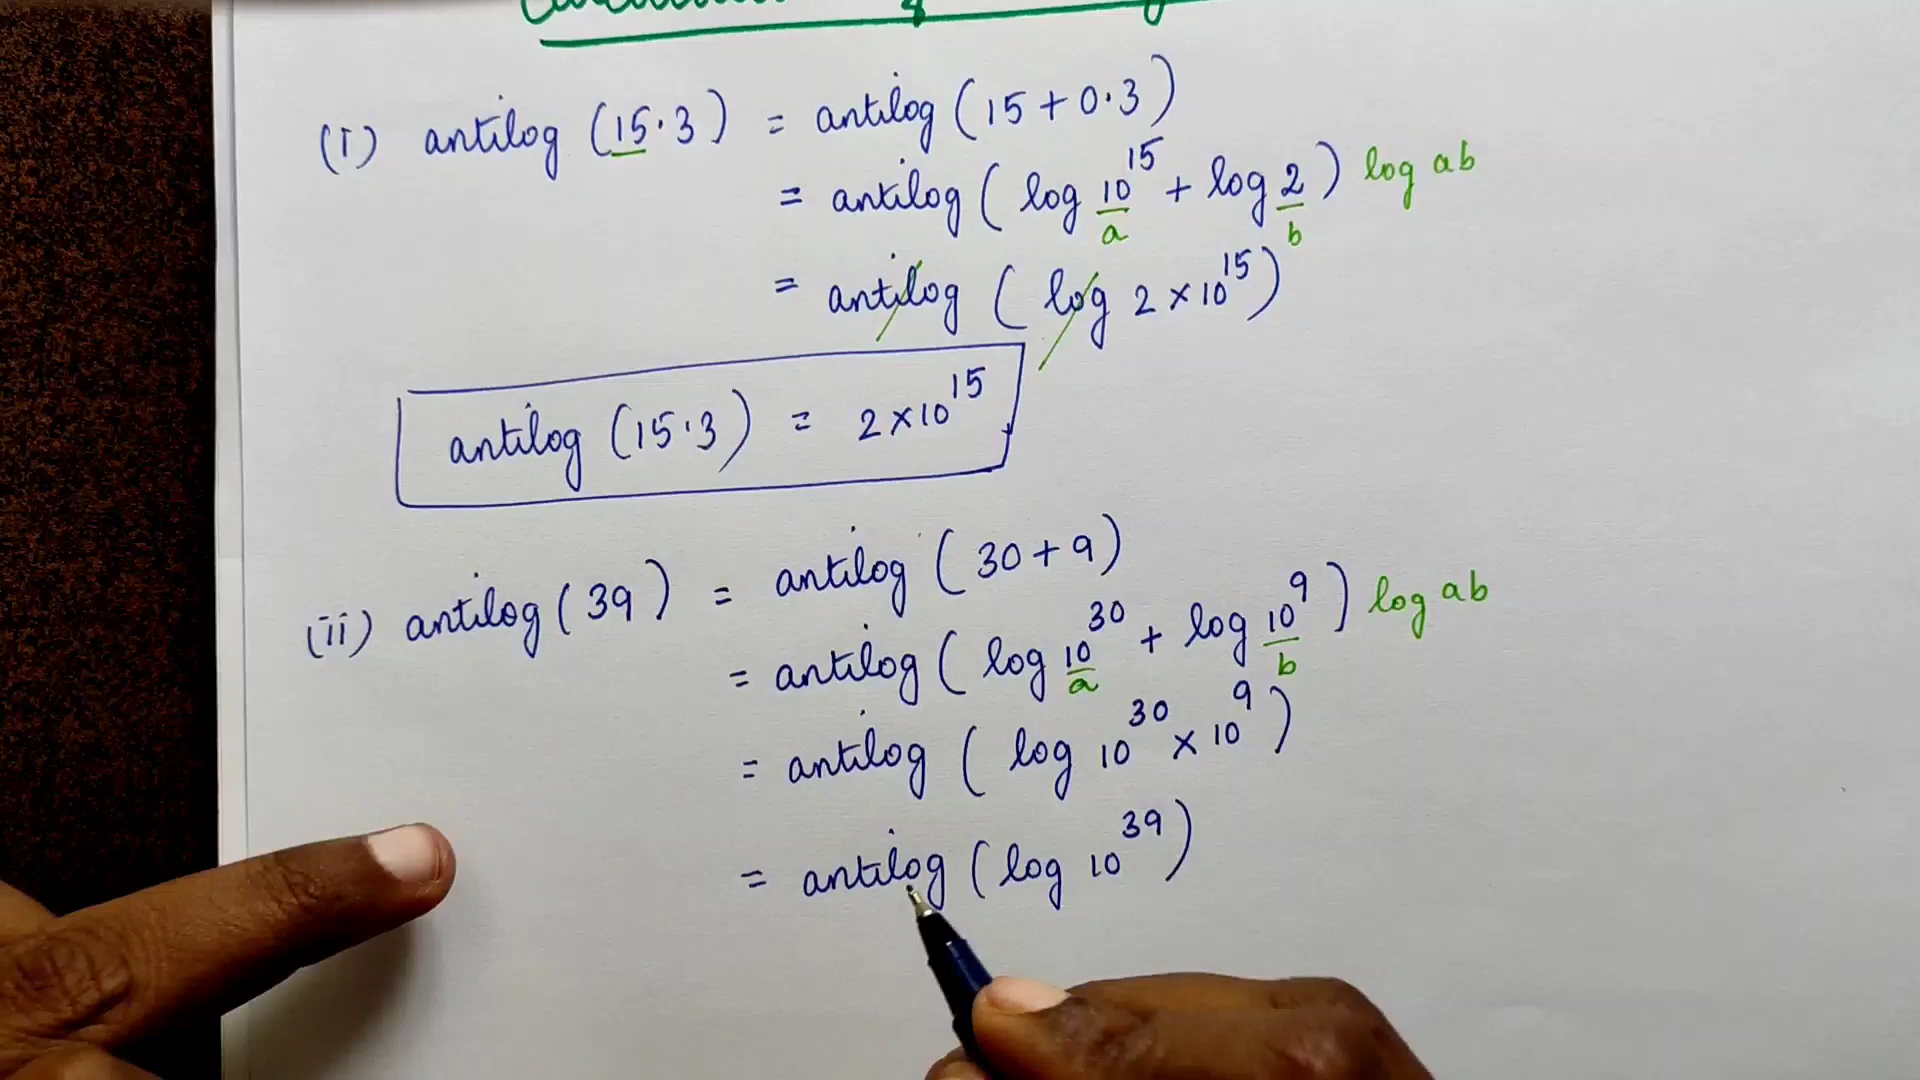 (i) antilog (15.3) = antilog (15 + 0.3)
= antilog ( log 10^15 + log 2 ) log ab
a b
= antilog ( log 2 × 10^15 )
antilog (15.3) = 2 × 10^15
(ii) antilog (39) = antilog (30 + 9)
= antilog ( log 10^30 + log 10^9 ) log ab
a b
= antilog ( log 10^30 × 10^9 )
= antilog ( log 10^39 )